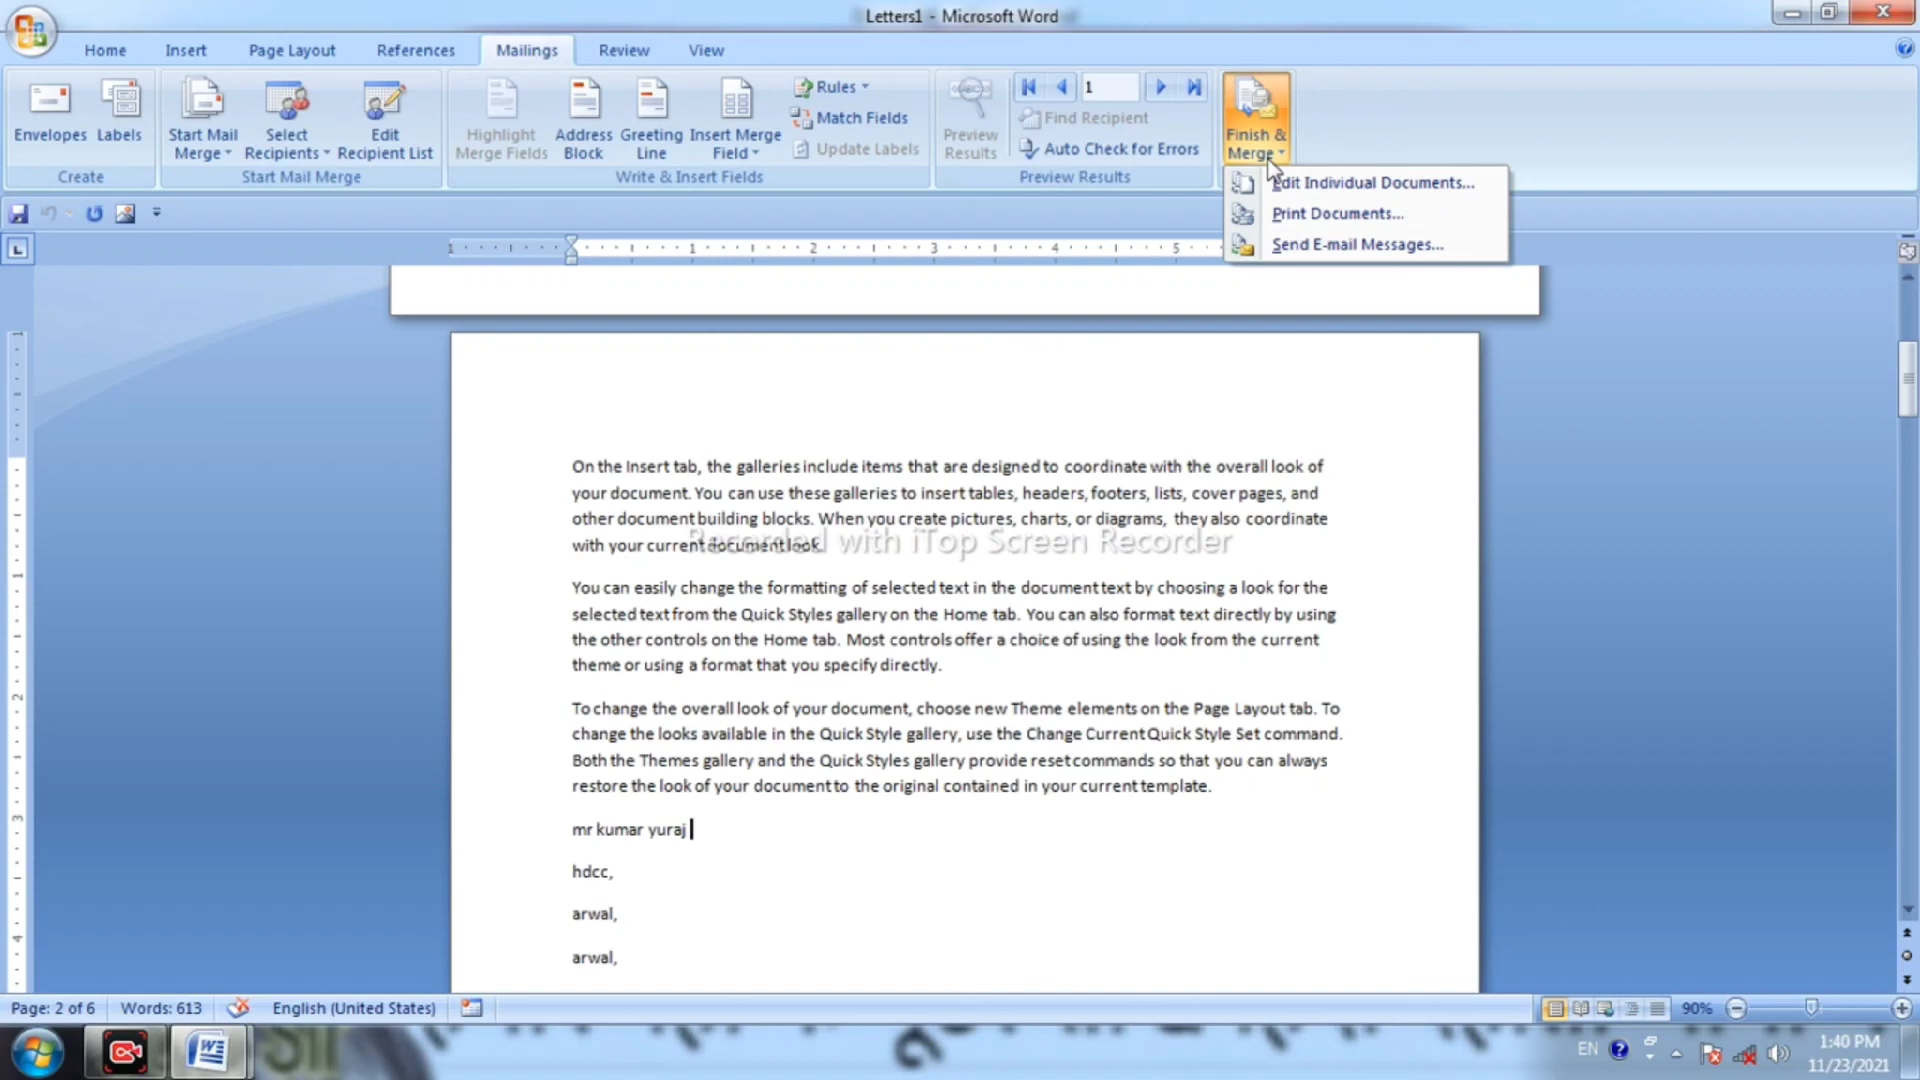 Letters1 - Microsoft Word
Home Insert Page Layout References Mailings Review View
Envelopes Labels
Create
Start Mail Merge
Select Recipients
Edit Recipient List
Start Mail Merge
Highlight Merge Fields
Address Block
Greeting Line
Insert Merge Field
Rules
Match Fields
Update Labels
Write & Insert Fields
ABC
Preview Results
1
Find Recipient
Auto Check for Errors
Preview Results
Finish & Merge
Edit Individual Documents...
Print Documents...
Send E-mail Messages...
1 1 2 3 4 5
On the Insert tab, the galleries include items that are designed to coordinate with the overall look of
your document. You can use these galleries to insert tables, headers, footers, lists, cover pages, and
other document building blocks. When you create pictures, charts, or diagrams, they also coordinate
with your current document look.
Recorded with iTop Screen Recorder
You can easily change the formatting of selected text in the document text by choosing a look for the
selected text from the Quick Styles gallery on the Home tab. You can also format text directly by using
the other controls on the Home tab. Most controls offer a choice of using the look from the current
theme or using a format that you specify directly.
To change the overall look of your document, choose new Theme elements on the Page Layout tab. To
change the looks available in the Quick Style gallery, use the Change Current Quick Style Set command.
Both the Themes gallery and the Quick Styles gallery provide reset commands so that you can always
restore the look of your document to the original contained in your current template.
mr kumar yuraj
hdcc,
arwal,
arwal,
Page: 2 of 6 Words: 613 English (United States) 90%
EN 1:40 PM
11/23/2021